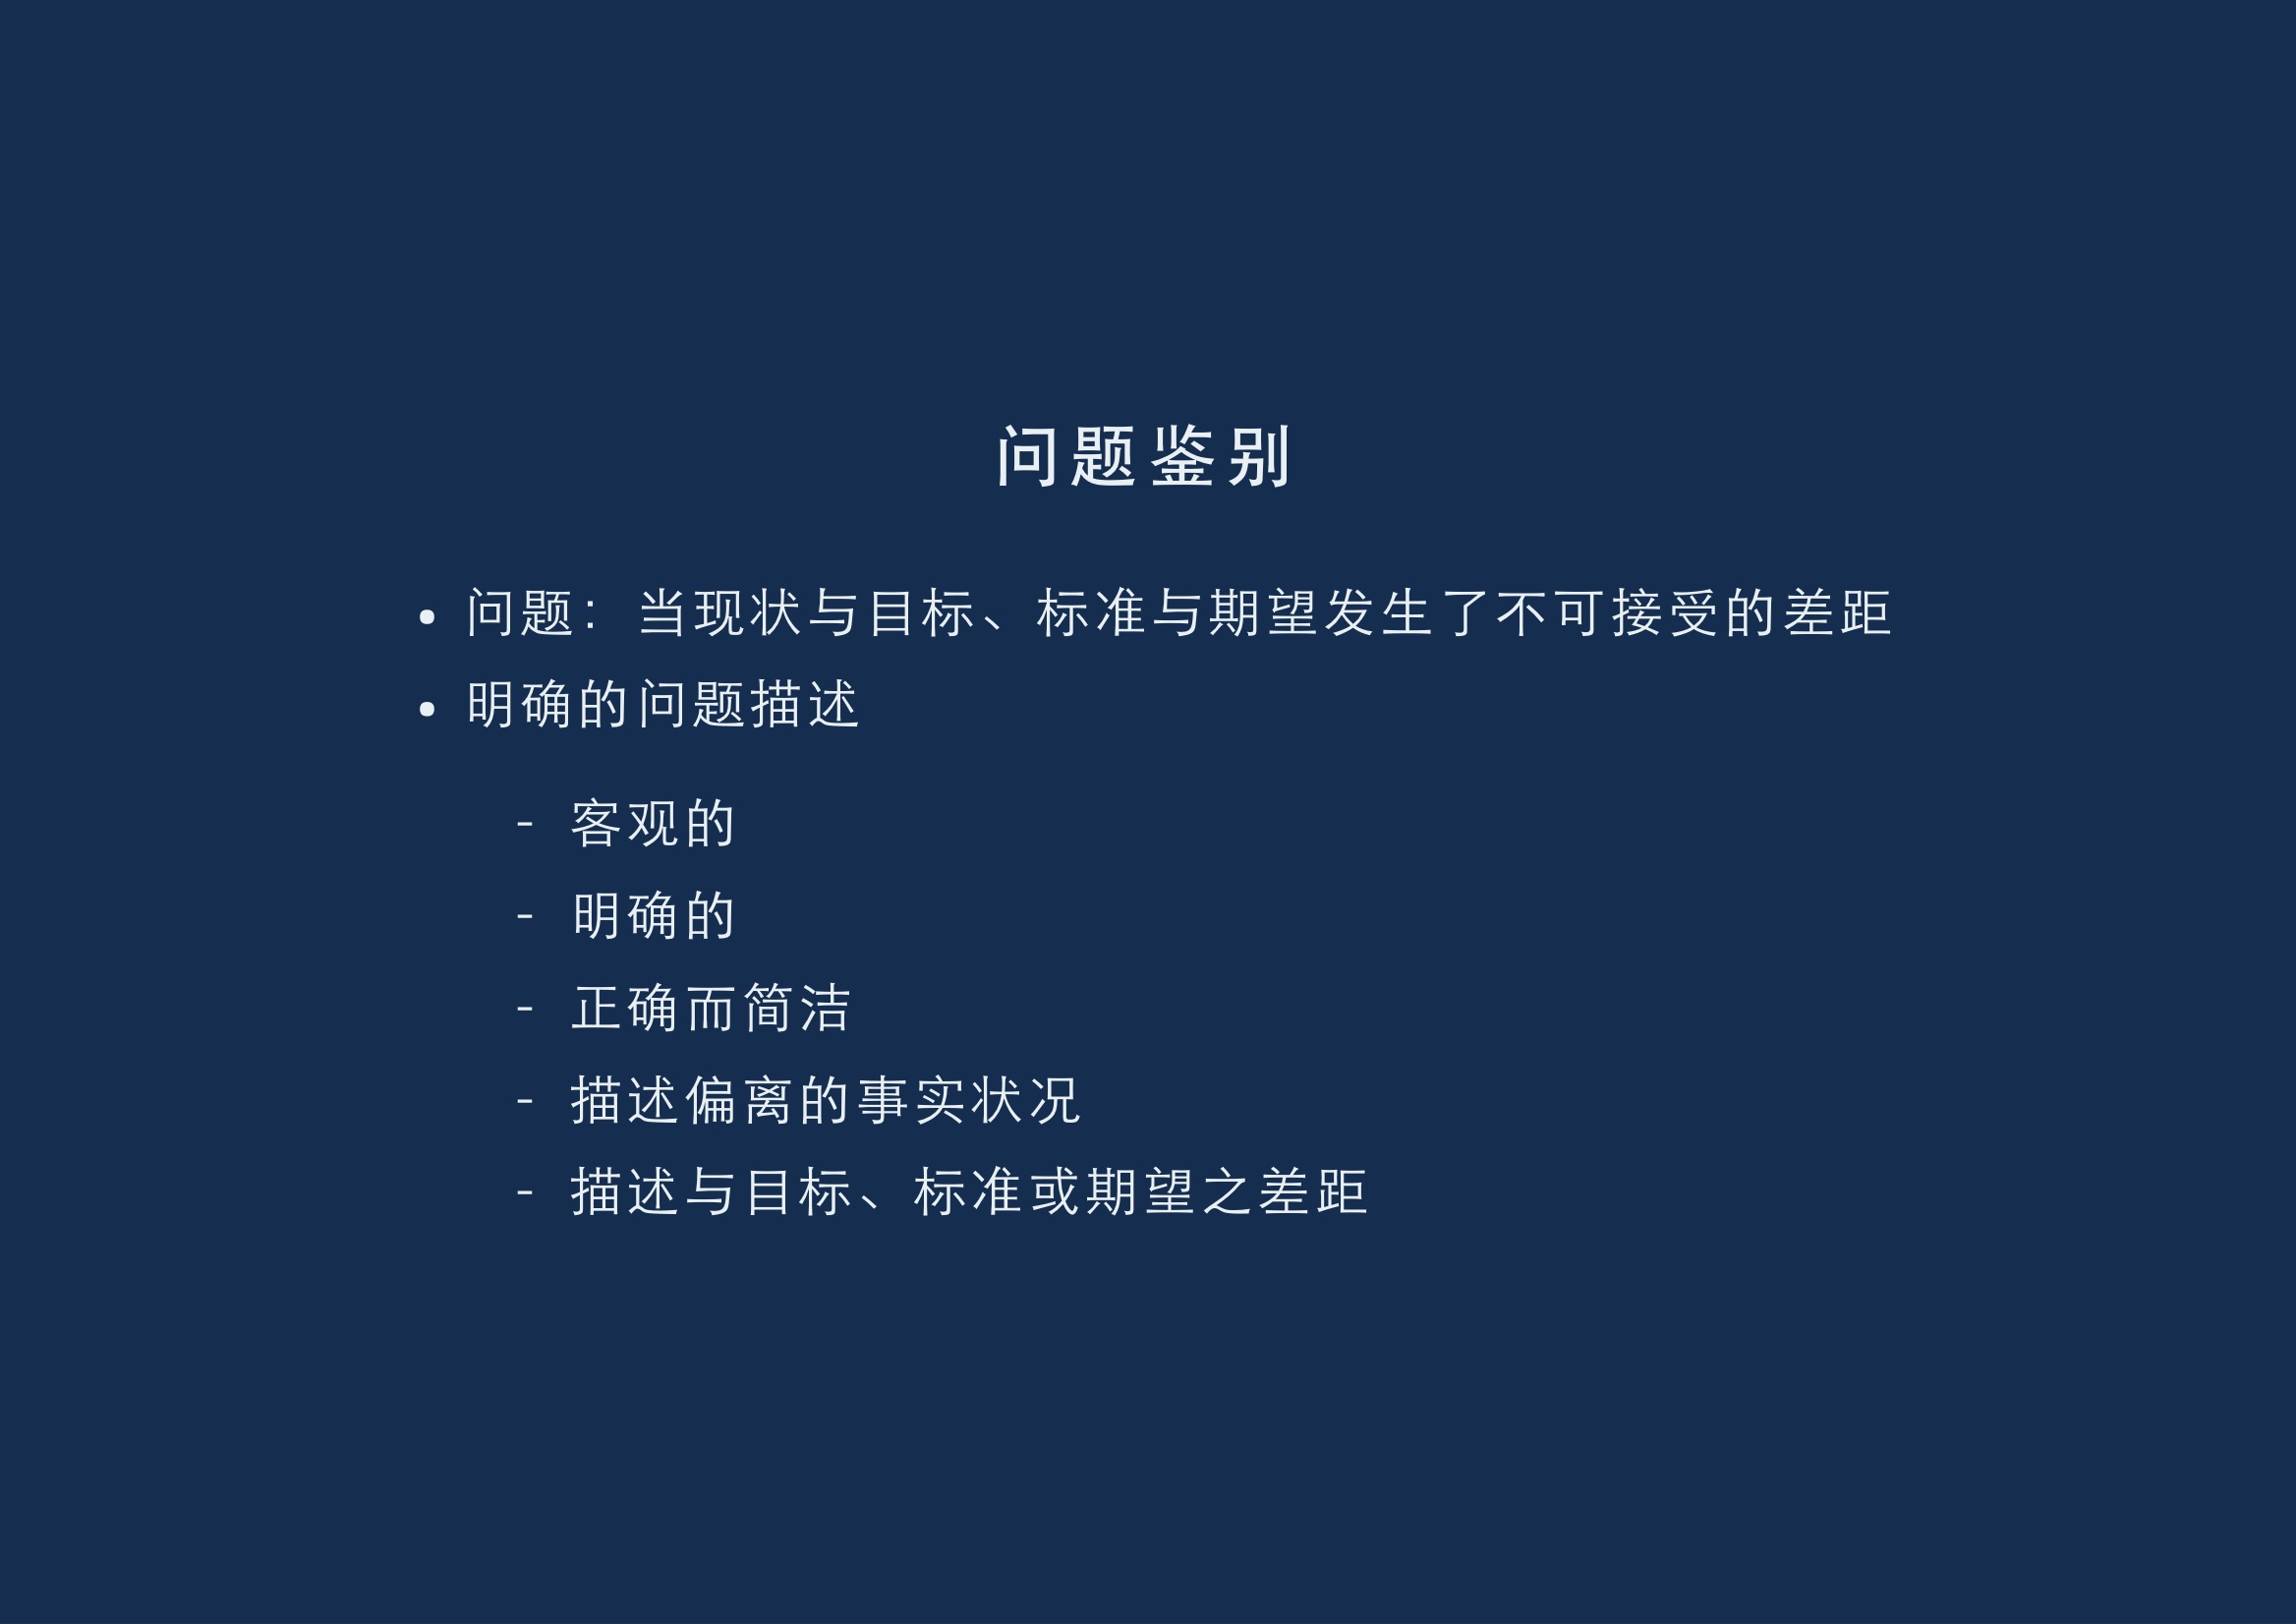 问题鉴别
• 问题：当现状与目标、标准与期望发生了不可接受的差距
• 明确的问题描述
- 客观的
- 明确的
- 正确而简洁
- 描述偏离的事实状况
- 描述与目标、标准或期望之差距